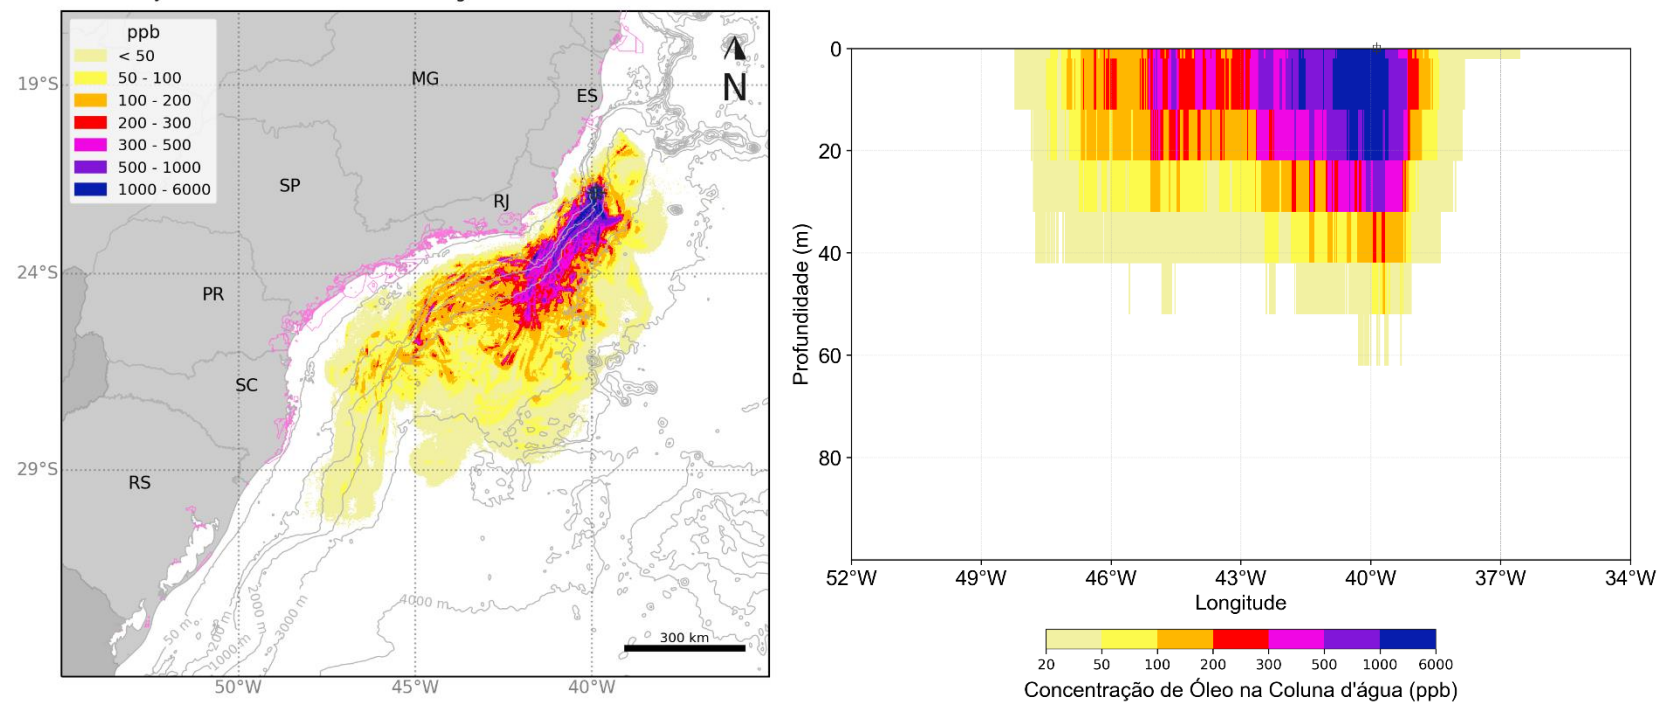 ppb
< 50
50 - 100
100 - 200
200 - 300
300 - 500
500 - 1000
1000 - 6000
N
MG
ES
SP
RJ
PR
SC
RS
19°S
24°S
29°S
50°W
45°W
40°W
50 m
200 m
1000 m
2000 m
3000 m
4000 m
300 km
Profundidade (m)
0
20
40
60
80
52°W 49°W 46°W 43°W 40°W 37°W 34°W
Longitude
20 50 100 200 300 500 1000 6000
Concentração de Óleo na Coluna d'água (ppb)